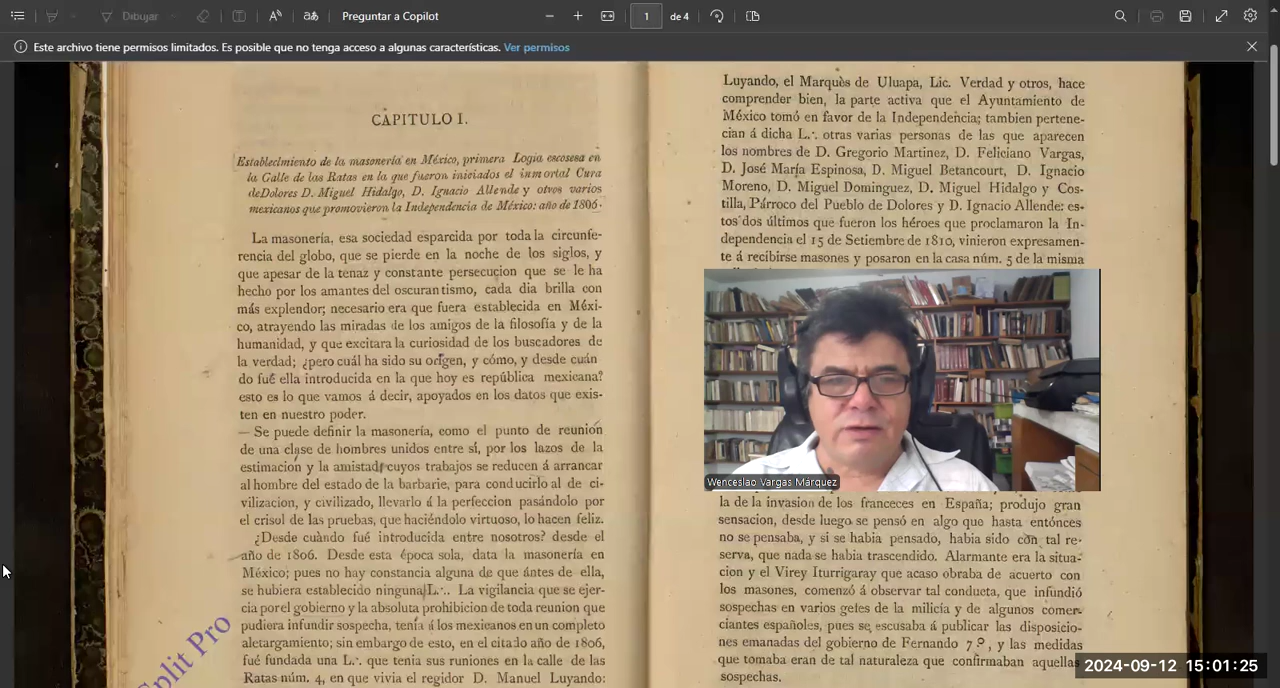 Dibujar
Preguntar a Copilot
1
de 4
Este archivo tiene permisos limitados. Es posible que no tenga acceso a algunas características. Ver permisos
CAPITULO I.
Establecimiento de la masonería en México, primera Logia escosesa en
la Calle de las Ratas en la que fueron iniciados el inmortal Cura
deDolores D. Miguel Hidalgo, D. Ignacio Allende y otros varios
mexicanos que promovieron la Independencia de México: año de 1806.
La masonería, esa sociedad esparcida por toda la circunfe-
rencia del globo, que se pierde en la noche de los siglos, y
que apesar de la tenaz y constante persecucion que se le ha
hecho por los amantes del oscurantismo, cada dia brilla con
más explendor; necesario era que fuera establecida en Méxi-
co, atrayendo las miradas de los amigos de la filosofía y de la
humanidad, y que excitara la curiosidad de los buscadores de
la verdad; ¿pero cuál ha sido su origen, y cómo, y desde cuán
do fué ella introducida en la que hoy es república mexicana?
esto es lo que vamos á decir, apoyados en los datos que exis-
ten en nuestro poder.
— Se puede definir la masonería, como el punto de reunión
de una clase de hombres unidos entre sí, por los lazos de la
estimación y la amistad; cuyos trabajos se reducen á arrancar
al hombre del estado de la barbarie, para conducirlo al de ci-
vilizacion, y civilizado, llevarlo á la perfeccion pasándolo por
el crisol de las pruebas, que haciéndolo virtuoso, lo hacen feliz.
¿Desde cuàndo fué introducida entre nosotros? desde el
año de 1806. Desde esta época sola, data la masonería en
México; pues no hay constancia alguna de que ántes de ella,
se hubiera establecido ninguna L∴. La vigilancia que se ejer-
cia por el gobierno y la absoluta prohibicion de toda reunion que
pudiera infundir sospecha, tenía á los mexicanos en un completo
aletargamiento; sin embargo de esto, en el citado año de 1806,
fué fundada una L∴ que tenia sus runiones en la calle de las
Ratas núm. 4, en que vivía el regidor D. Manuel Luyando:
Split Pro
Luyando, el Marquès de Uluapa, Lic. Verdad y otros, hace
comprender bien, la parte activa que el Ayuntamiento de
México tomó en favor de la Independencia; tambien pertene-
cian á dicha L∴ otras varias personas de las que aparecen
los nombres de D. Gregorio Martinez, D. Feliciano Vargas,
D. José María Espinosa, D. Miguel Betancourt, D. Ignacio
Moreno, D. Miguel Dominguez, D. Miguel Hidalgo y Cos-
tilla, Párroco del Pueblo de Dolores y D. Ignacio Allende: es-
tos dos últimos que fueron los héroes que proclamaron la In-
dependencia el 15 de Setiembre de 1810, vinieron expresamen-
te á recibirse masones y posaron en la casa núm. 5 de la misma
Wenceslao Vargas Márquez
la de la invasion de los franceces en España; produjo gran
sensacion, desde luego se pensó en algo que hasta entónces
no se pensaba, y si se habia pensado, habia sido con tal re-
serva, que nada se habia trascendido. Alarmante era la situa-
cion y el Virey Iturrigaray que acaso obraba de acuerto con
los masones, comenzó á observar tal conducta, que infundió
sospechas en varios gefes de la milicia y de algunos comer-
ciantes españoles, pues se escusaba á publicar las disposicio-
nes emanadas del gobierno de Fernando 7º, y las medidas
que tomaba eran de tal naturaleza que confirmaban aquellas
sospechas.
2024-09-12 15:01:25